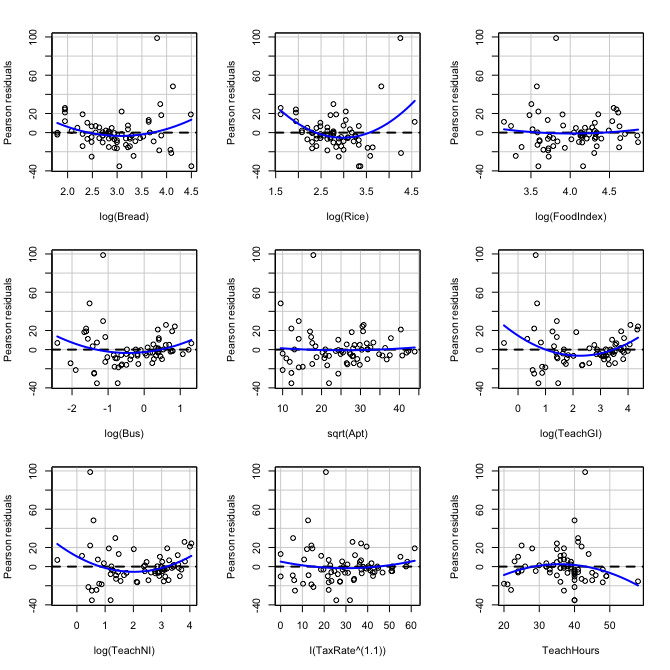 Pearson residuals
-40 0 20 60 100
2.0 2.5 3.0 3.5 4.0 4.5
log(Bread)
Pearson residuals
-40 0 20 60 100
1.5 2.5 3.5 4.5
log(Rice)
Pearson residuals
-40 0 20 60 100
3.5 4.0 4.5
log(FoodIndex)
Pearson residuals
-40 0 20 60 100
-2 -1 0 1
log(Bus)
Pearson residuals
-40 0 20 60 100
10 20 30 40
sqrt(Apt)
Pearson residuals
-40 0 20 60 100
0 1 2 3 4
log(TeachGI)
Pearson residuals
-40 0 20 60 100
0 1 2 3 4
log(TeachNI)
Pearson residuals
-40 0 20 60 100
0 10 20 30 40 50 60
I(TaxRate^(1.1))
Pearson residuals
-40 0 20 60 100
20 30 40 50
TeachHours